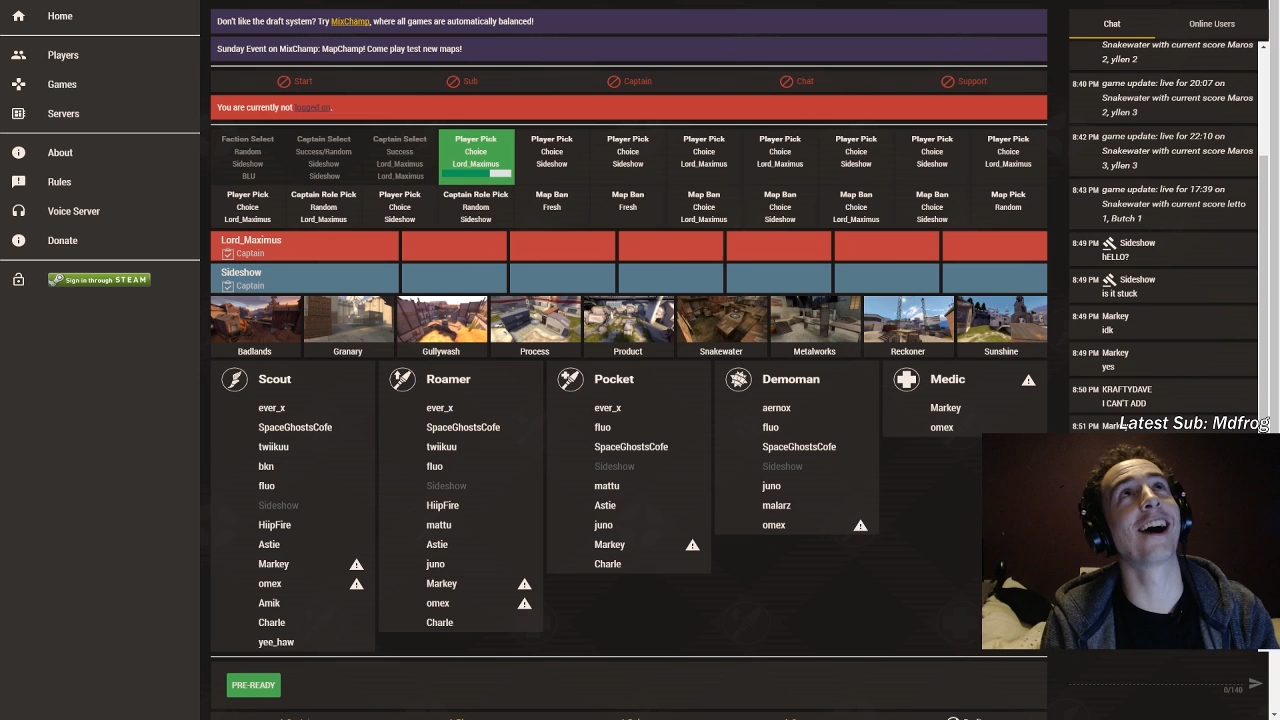 Home
Players
Games
Servers
About
Rules
Voice Server
Donate
Sign in through STEAM
Don't like the draft system? Try MixChamp, where all games are automatically balanced!
Sunday Event on MixChamp: MapChamp! Come play test new maps!
Start Sub Captain Chat Support
You are currently not logged on.
Faction Select Captain Select Captain Select Player Pick Player Pick Player Pick Player Pick Player Pick Player Pick Player Pick Player Pick
Random Success/Random Success Choice Choice Choice Choice Choice Choice Choice Choice
Sideshow Sideshow Lord_Maximus Lord_Maximus Sideshow Sideshow Lord_Maximus Lord_Maximus Sideshow Sideshow Lord_Maximus
BLU Sideshow Lord_Maximus
Player Pick Captain Role Pick Player Pick Captain Role Pick Map Ban Map Ban Map Ban Map Ban Map Ban Map Ban Map Pick
Choice Random Choice Random Fresh Fresh Choice Choice Choice Choice Random
Lord_Maximus Lord_Maximus Sideshow Sideshow Lord_Maximus Sideshow Lord_Maximus Sideshow
Lord_Maximus
Captain
Sideshow
Captain
Badlands Granary Gullywash Process Product Snakewater Metalworks Reckoner Sunshine
Scout
ever_x
SpaceGhostsCofe
twiikuu
bkn
fluo
Sideshow
HiipFire
Astie
Markey
omex
Amik
Charle
yee_haw
Roamer
ever_x
SpaceGhostsCofe
twiikuu
fluo
Sideshow
HiipFire
mattu
Astie
juno
Markey
omex
Charle
Pocket
ever_x
fluo
SpaceGhostsCofe
Sideshow
mattu
Astie
juno
Markey
Charle
Demoman
aernox
fluo
SpaceGhostsCofe
Sideshow
juno
malarz
omex
Medic
Markey
omex
PRE-READY
Chat Online Users
Snakewater with current score Maros
2, yllen 2
8:40 PM game update: live for 20:07 on
Snakewater with current score Maros
2, yllen 3
8:42 PM game update: live for 22:10 on
Snakewater with current score Maros
3, yllen 3
8:43 PM game update: live for 17:39 on
Snakewater with current score letto
1, Butch 1
8:49 PM Sideshow
hELLO?
8:49 PM Sideshow
is it stuck
8:49 PM Markey
idk
8:49 PM Markey
yes
8:50 PM KRAFTYDAVE
I CAN'T ADD
8:51 PM
Latest Sub: Mdfrog
0/140